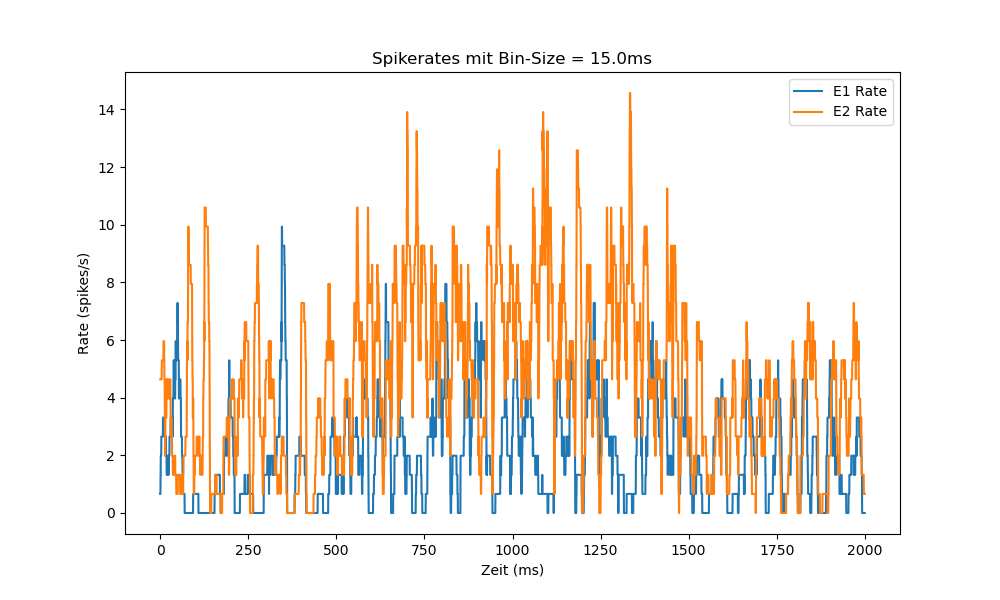 Spikerates mit Bin-Size = 15.0ms
E1 Rate
E2 Rate
Rate (spikes/s)
14
12
10
8
6
4
2
0
0 250 500 750 1000 1250 1500 1750 2000
Zeit (ms)